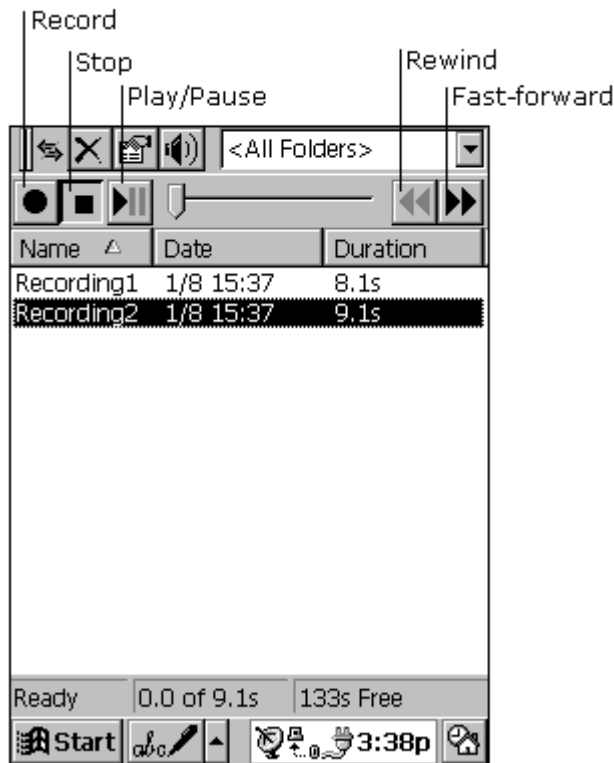 Record
Stop
Rewind
Play/Pause
Fast-forward
<All Folders>
Name Date Duration
Recording1 1/8 15:37 8.1s
Recording2 1/8 15:37 9.1s
Ready 0.0 of 9.1s 133s Free
Start abc 3:38p